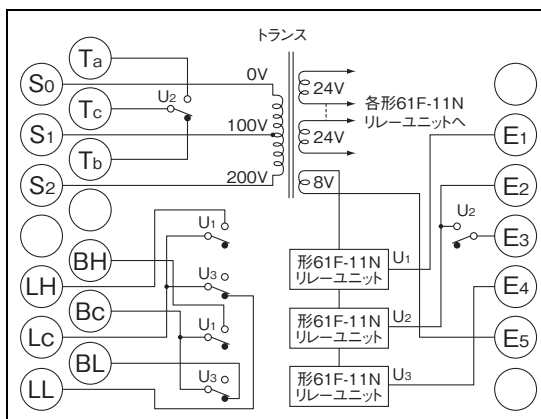 トランス
Ta
S0
0V
24V
U2
Tc
各形61F-11N
リレーユニットへ
S1
100V
24V
E1
Tb
S2
200V
8V
E2
U2
E3
U1
BH
形61F-11N
リレーユニット
U1
LH
U3
E4
BC
形61F-11N
リレーユニット
U2
LC
U1
E5
BL
形61F-11N
リレーユニット
U3
LL
U3